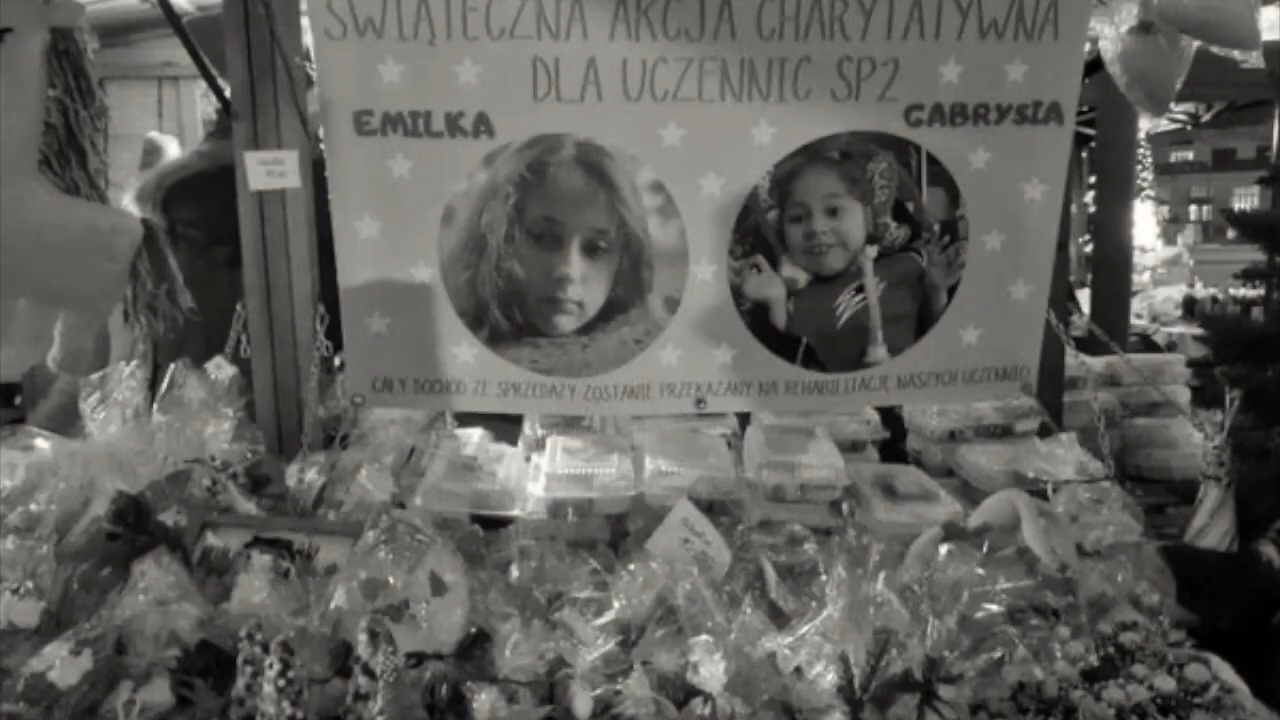 ŚWIĄTECZNA AKCJA CHARYTATYWNA
DLA UCZENNIC SP2
EMILKA
GABRYSIA
CAŁY DOCHÓD ZE SPRZEDAŻY ZOSTANIE PRZEKAZANY NA REHABILITACJĘ NASZYCH UCZENNIC